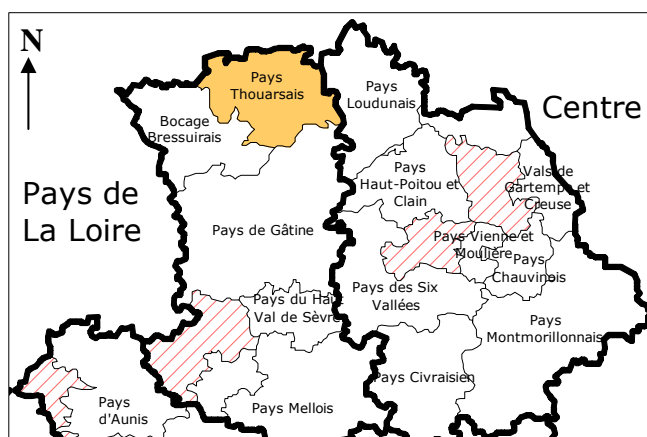 N
Pays
Thouarsais
Pays
Loudunais
Centre
Bocage
Bressuirais
Pays
Haut-Poitou et
Clain
Vals de
Gartempe et
Creuse
Pays de
La Loire
Pays de Gâtine
Pays Vienne et
Moulière
Pays
Chauvinois
Pays du Haut
Val de Sèvre
Pays des Six
Vallées
Pays
Montmorillonnais
Pays Civraisien
Pays
d'Aunis
Pays Mellois